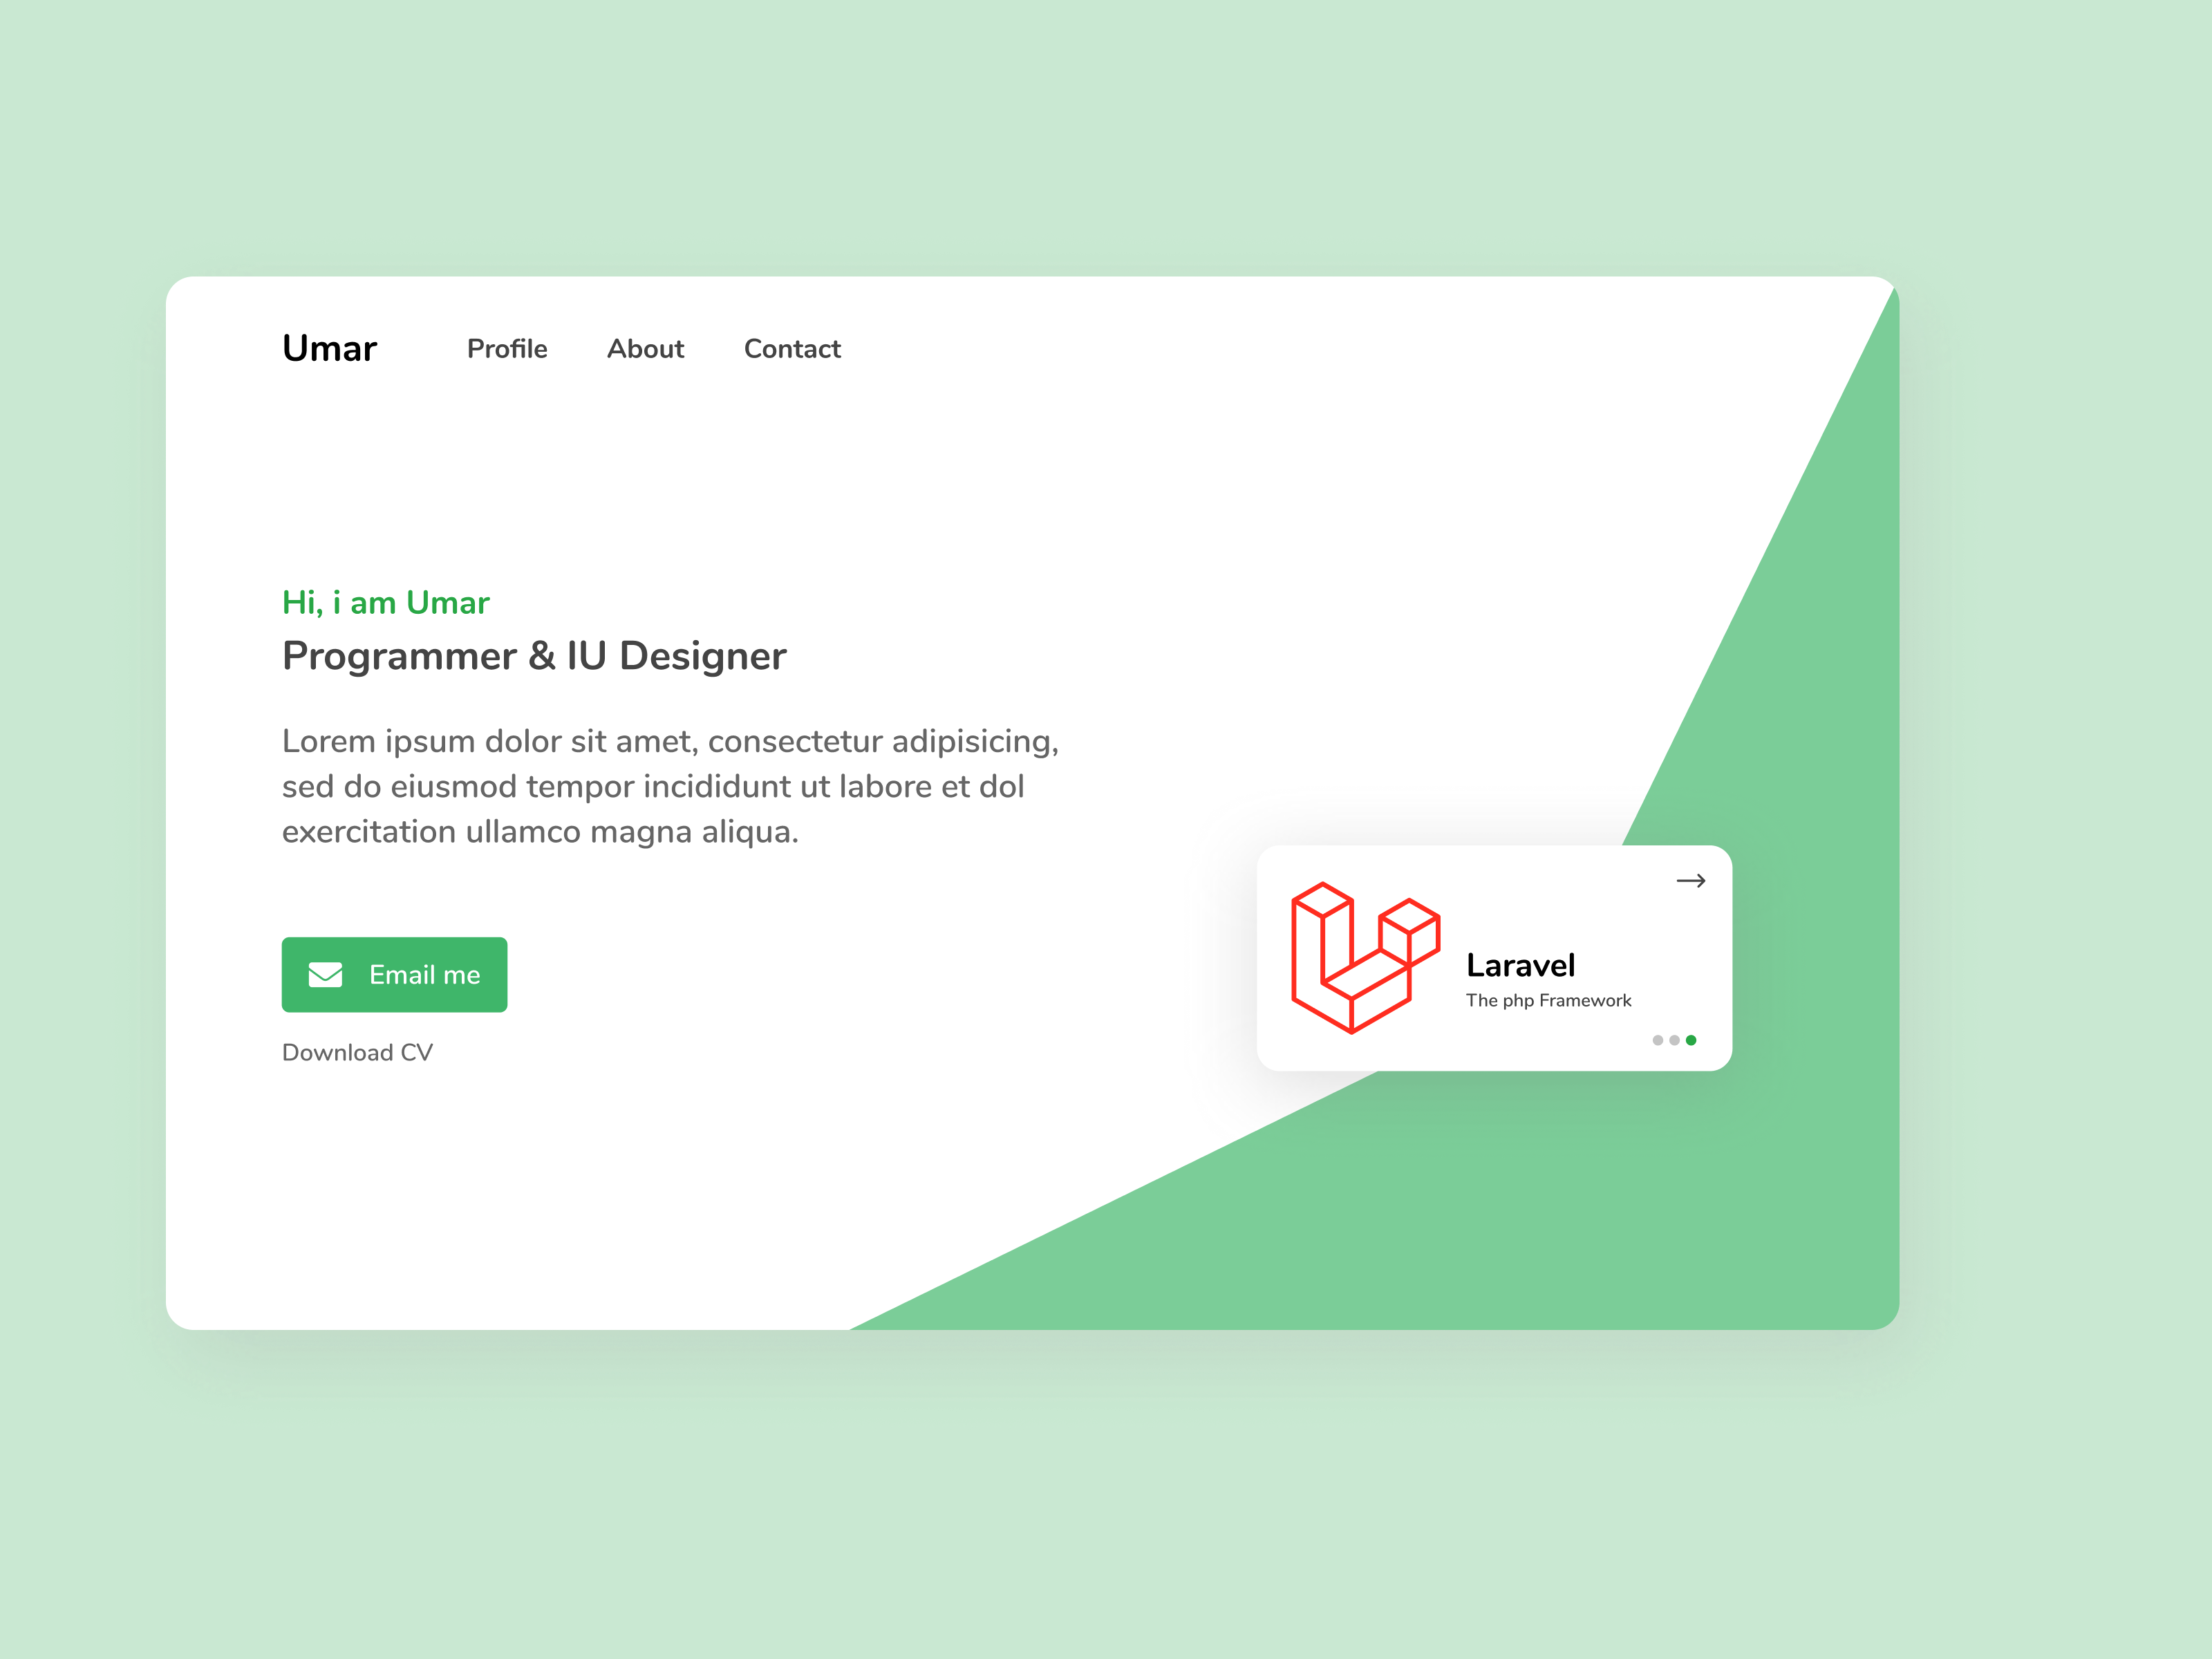 Umar Profile About Contact
Hi, i am Umar
Programmer & IU Designer
Lorem ipsum dolor sit amet, consectetur adipisicing,
sed do eiusmod tempor incididunt ut labore et dol
exercitation ullamco magna aliqua.
Email me
Download CV
Laravel
The php Framework